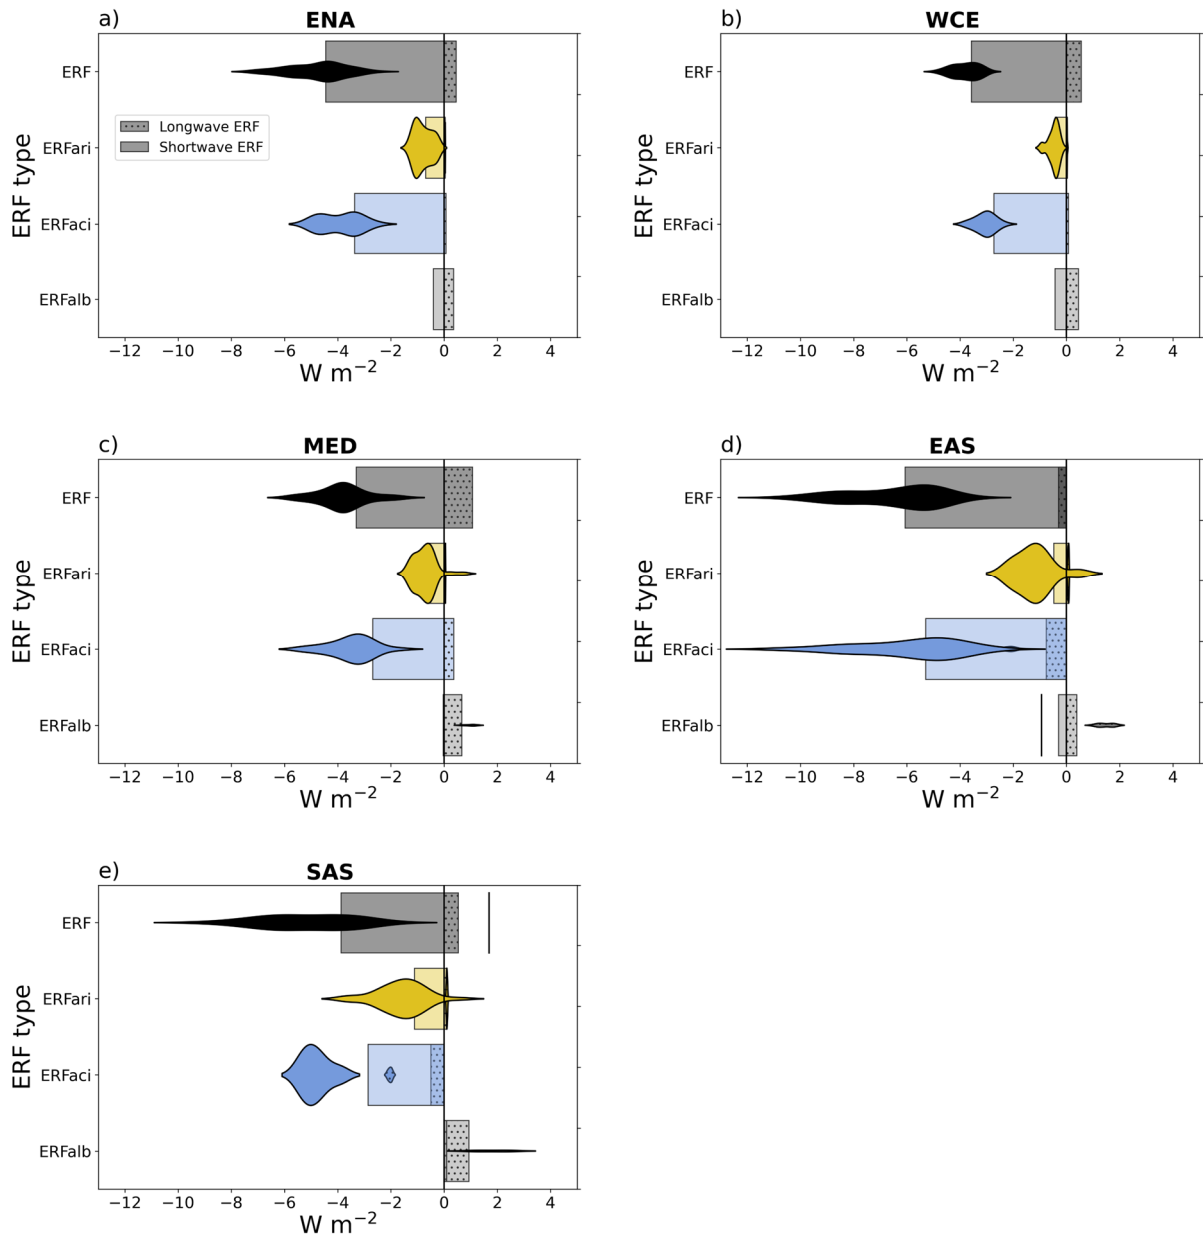 a) ENA
ERF
ERFari
ERFaci
ERFalb
ERF type
Longwave ERF
Shortwave ERF
−12 −10 −8 −6 −4 −2 0 2 4
W m−2
b) WCE
ERF
ERFari
ERFaci
ERFalb
ERF type
−12 −10 −8 −6 −4 −2 0 2 4
W m−2
c) MED
ERF
ERFari
ERFaci
ERFalb
ERF type
−12 −10 −8 −6 −4 −2 0 2 4
W m−2
d) EAS
ERF
ERFari
ERFaci
ERFalb
ERF type
−12 −10 −8 −6 −4 −2 0 2 4
W m−2
e) SAS
ERF
ERFari
ERFaci
ERFalb
ERF type
−12 −10 −8 −6 −4 −2 0 2 4
W m−2